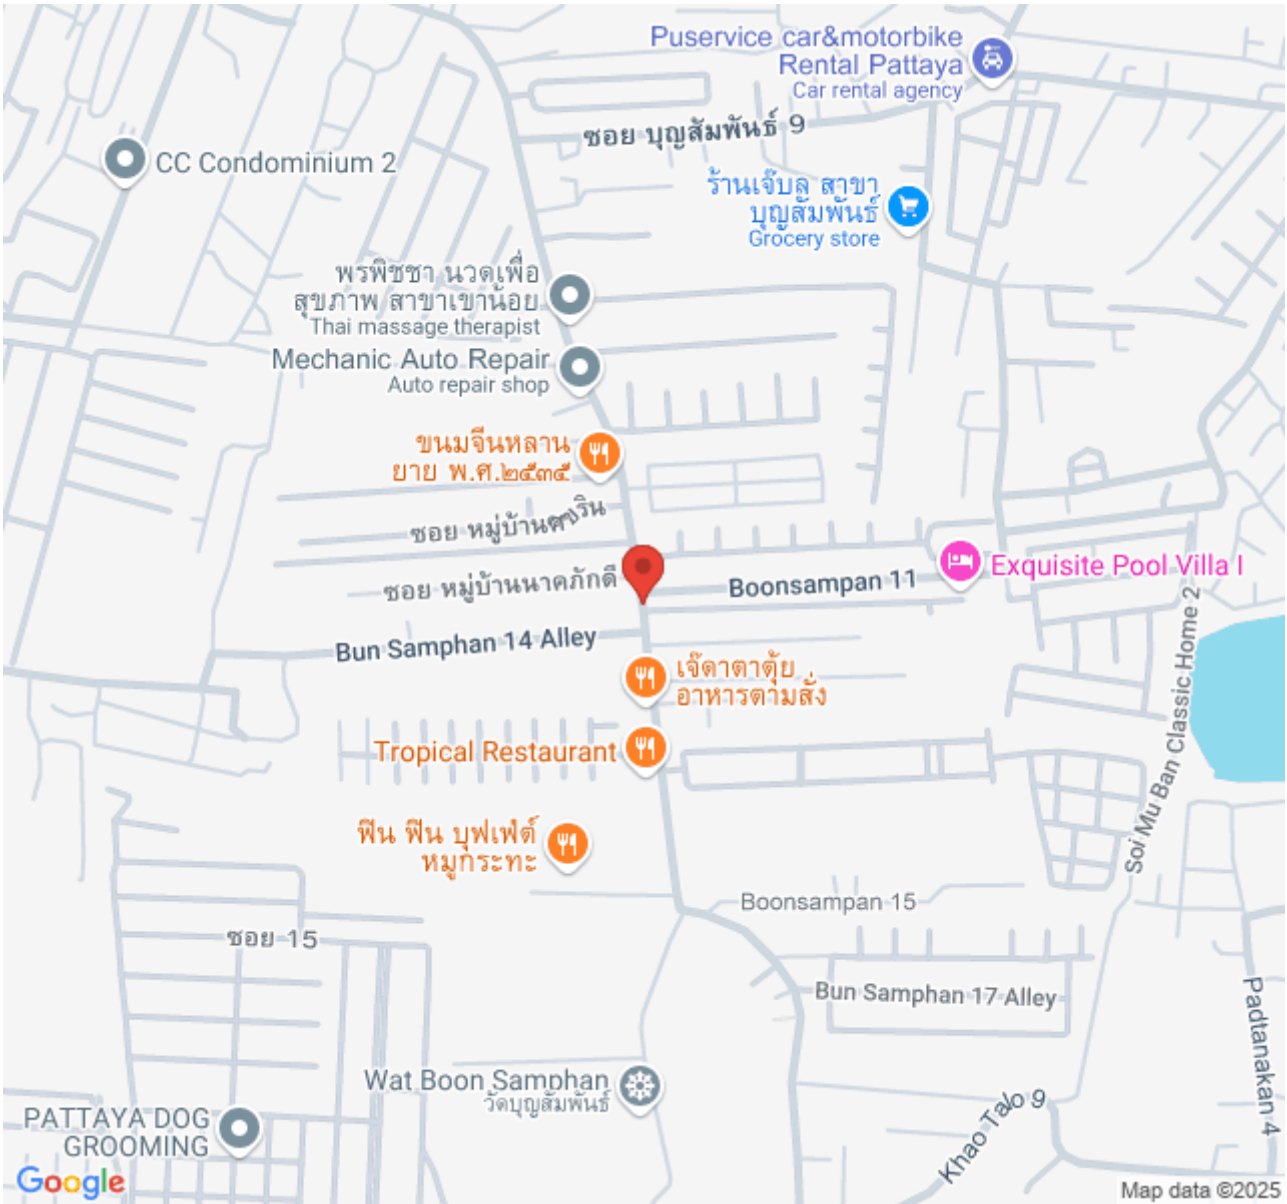 Puservice car&motorbike
Rental Pattaya
Car rental agency
ซอย บุญสัมพันธ์ 9
CC Condominium 2
ร้านเจ๊บล สาขา
บุญสัมพันธ์
Grocery store
พรพิชชา นวดเพื่อ
สุขภาพ สาขาเขาน้อย
Thai massage therapist
Mechanic Auto Repair
Auto repair shop
ขนมจีนหลาน
ยาย พ.ศ.๒๕๓๕
ซอย หมู่บ้าน
ซอย หมู่บ้านนาคภักดี
Boonsampan 11
Exquisite Pool Villa I
Bun Samphan 14 Alley
เจ๊ดาตาตุ้ย
อาหารตามสั่ง
Tropical Restaurant
Soi Mu Ban Classic Home 2
ฟิน ฟิน บุฟเฟ่ต์
หมูกระทะ
Boonsampan 15
ซอย 15
Bun Samphan 17 Alley
Padtanakan 4
Wat Boon Samphan
วัดบุญสัมพันธ์
Khao Talo 9
PATTAYA DOG
GROOMING
Google
Map data ©2025